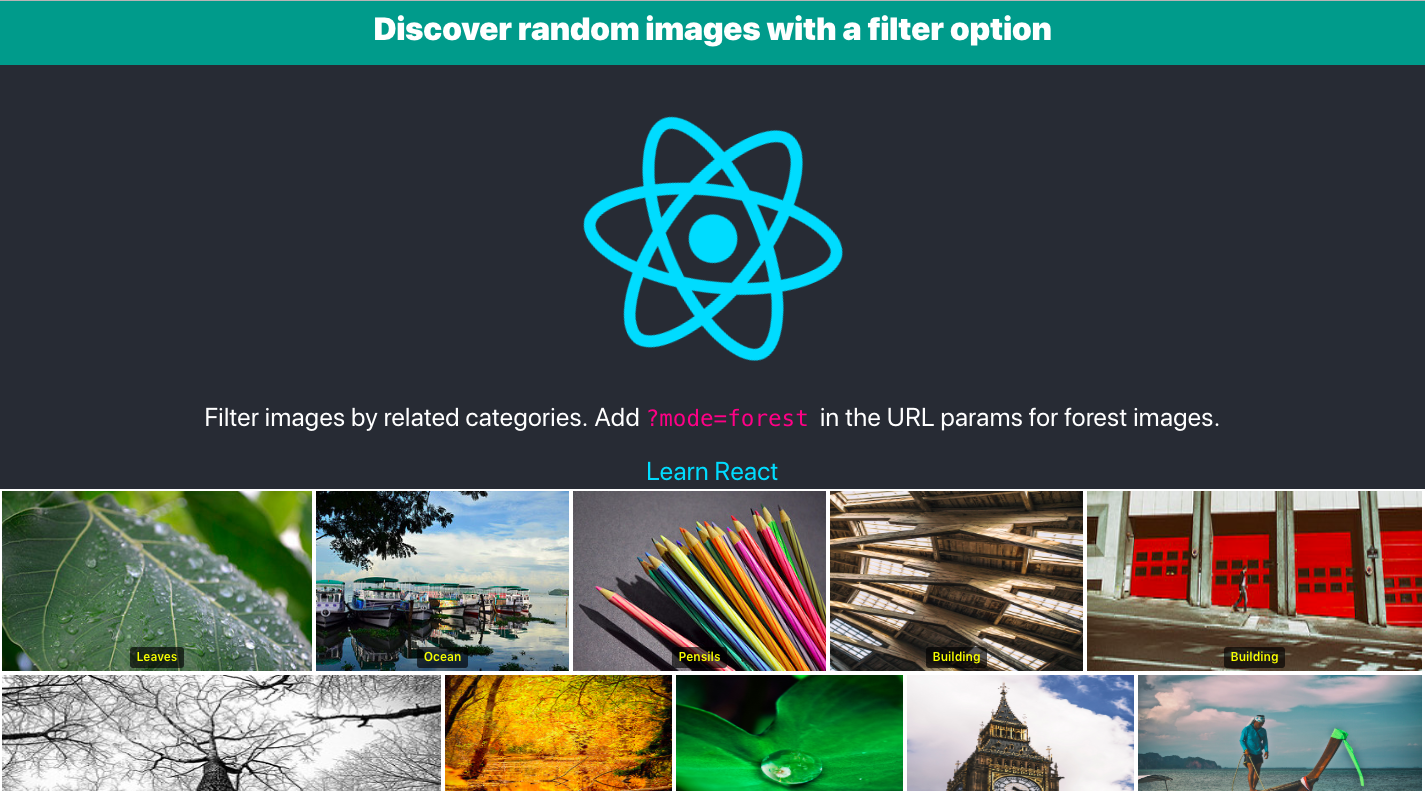 Discover random images with a filter option
Filter images by related categories. Add ?mode=forest in the URL params for forest images.
Learn React
Leaves
Ocean
Pensils
Building
Building